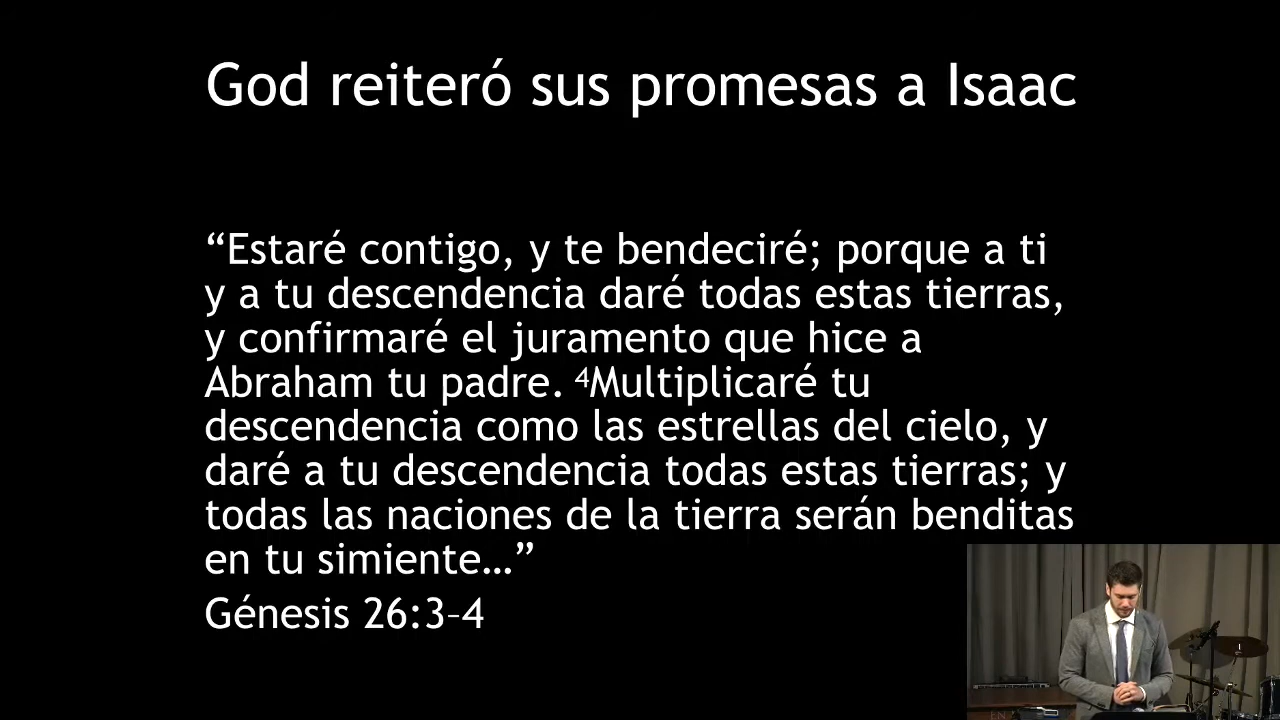 God reiteró sus promesas a Isaac
“Estaré contigo, y te bendeciré; porque a ti
y a tu descendencia daré todas estas tierras,
y confirmaré el juramento que hice a
Abraham tu padre. ⁴Multiplicaré tu
descendencia como las estrellas del cielo, y
daré a tu descendencia todas estas tierras; y
todas las naciones de la tierra serán benditas
en tu simiente…”
Génesis 26:3–4